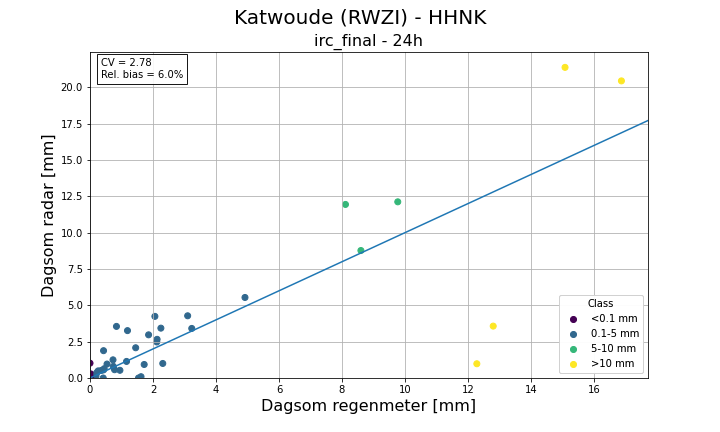 Katwoude (RWZI) - HHNK
irc_final - 24h
CV = 2.78
Rel. bias = 6.0%
Dagsom radar [mm]
20.0
17.5
15.0
12.5
10.0
7.5
5.0
2.5
0.0
0 2 4 6 8 10 12 14 16
Dagsom regenmeter [mm]
Class
<0.1 mm
0.1-5 mm
5-10 mm
>10 mm